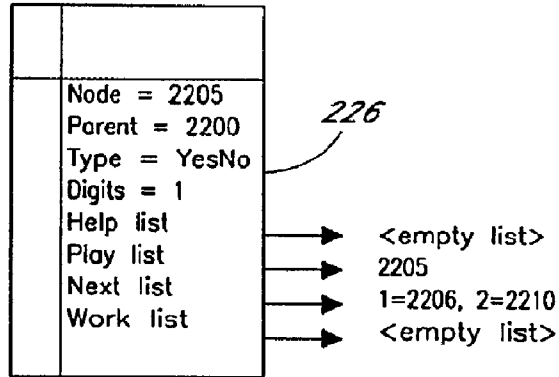 Node = 2205
Parent = 2200
Type = YesNo
Digits = 1
Help list
Play list
Next list
Work list
226
<empty list>
2205
1=2206, 2=2210
<empty list>